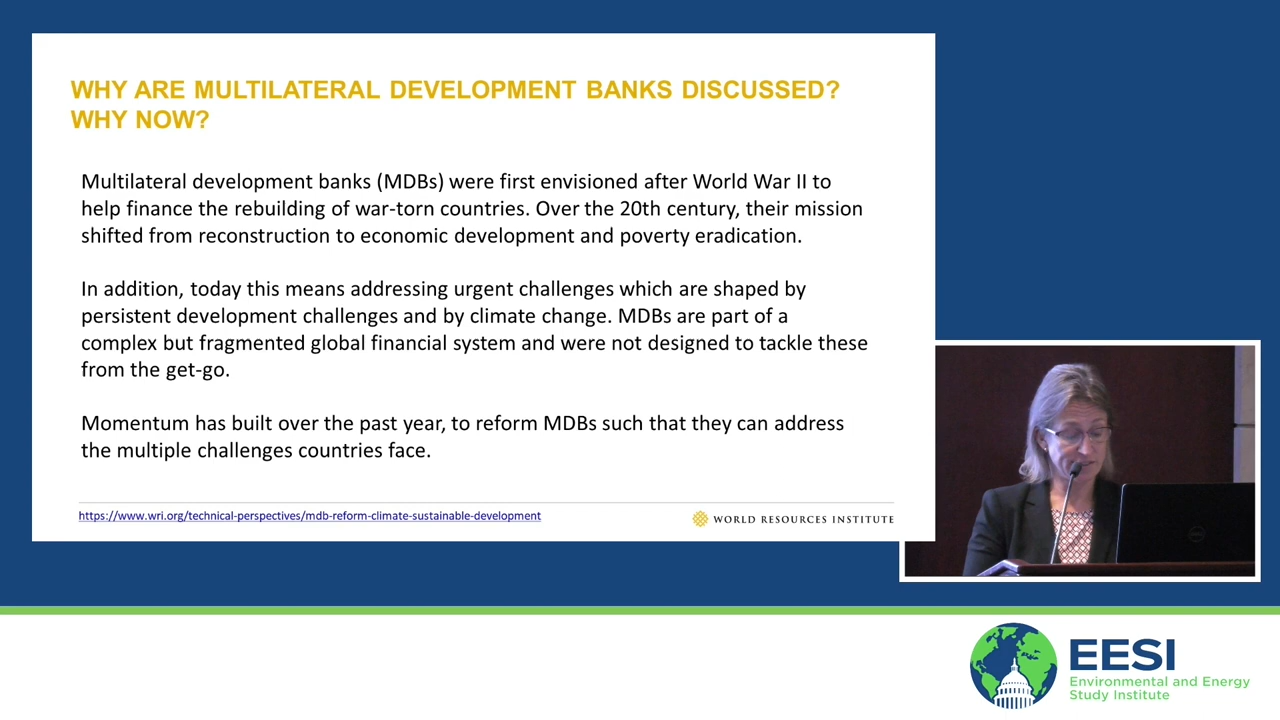 WHY ARE MULTILATERAL DEVELOPMENT BANKS DISCUSSED?
WHY NOW?
Multilateral development banks (MDBs) were first envisioned after World War II to
help finance the rebuilding of war-torn countries. Over the 20th century, their mission
shifted from reconstruction to economic development and poverty eradication.
In addition, today this means addressing urgent challenges which are shaped by
persistent development challenges and by climate change. MDBs are part of a
complex but fragmented global financial system and were not designed to tackle these
from the get-go.
Momentum has built over the past year, to reform MDBs such that they can address
the multiple challenges countries face.
https://www.wri.org/technical-perspectives/mdb-reform-climate-sustainable-development
WORLD RESOURCES INSTITUTE
EESI
Environmental and Energy
Study Institute